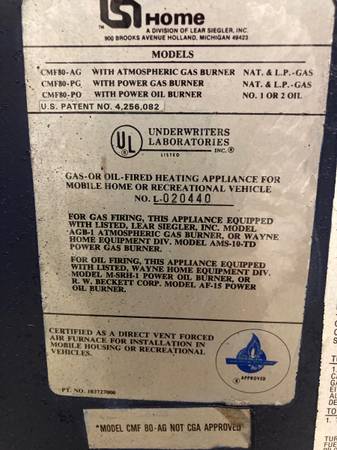 LSI Home
A DIVISION OF LEAR SIEGLER, INC.
900 BROOKS AVENUE HOLLAND, MICHIGAN 49423
MODELS
CMF80-AG WITH ATMOSPHERIC GAS BURNER NAT. & L.P.-GAS
CMF80-PG WITH POWER GAS BURNER NAT. & L.P.-GAS
CMF80-PO WITH POWER OIL BURNER NO. 1 OR 2 OIL
U.S. PATENT NO. 4,256,082
UL
UNDERWRITERS
LABORATORIES
INC.®
LISTED
GAS-OR OIL-FIRED HEATING APPLIANCE FOR
MOBILE HOME OR RECREATIONAL VEHICLE
NO. L-020440
FOR GAS FIRING, THIS APPLIANCE EQUIPPED
WITH LISTED, LEAR SIEGLER, INC. MODEL
AGB-1 ATMOSPHERIC GAS BURNER, OR WAYNE
HOME EQUIPMENT DIV. MODEL AMS-10-TD
POWER GAS BURNER.
FOR OIL FIRING, THIS APPLIANCE EQUIPPED
WITH LISTED, WAYNE HOME EQUIPMENT DIV.
MODEL M-SRH-1 POWER OIL BURNER, OR
R. W. BECKETT CORP. MODEL AF-15 POWER
OIL BURNER.
CERTIFIED AS A DIRECT VENT FORCED
AIR FURNACE FOR INSTALLATION IN
MOBILE HOUSING OR RECREATIONAL
VEHICLES.
APPROVED
PT. NO. 103727000
*MODEL CMF 80-AG NOT CGA APPROVED